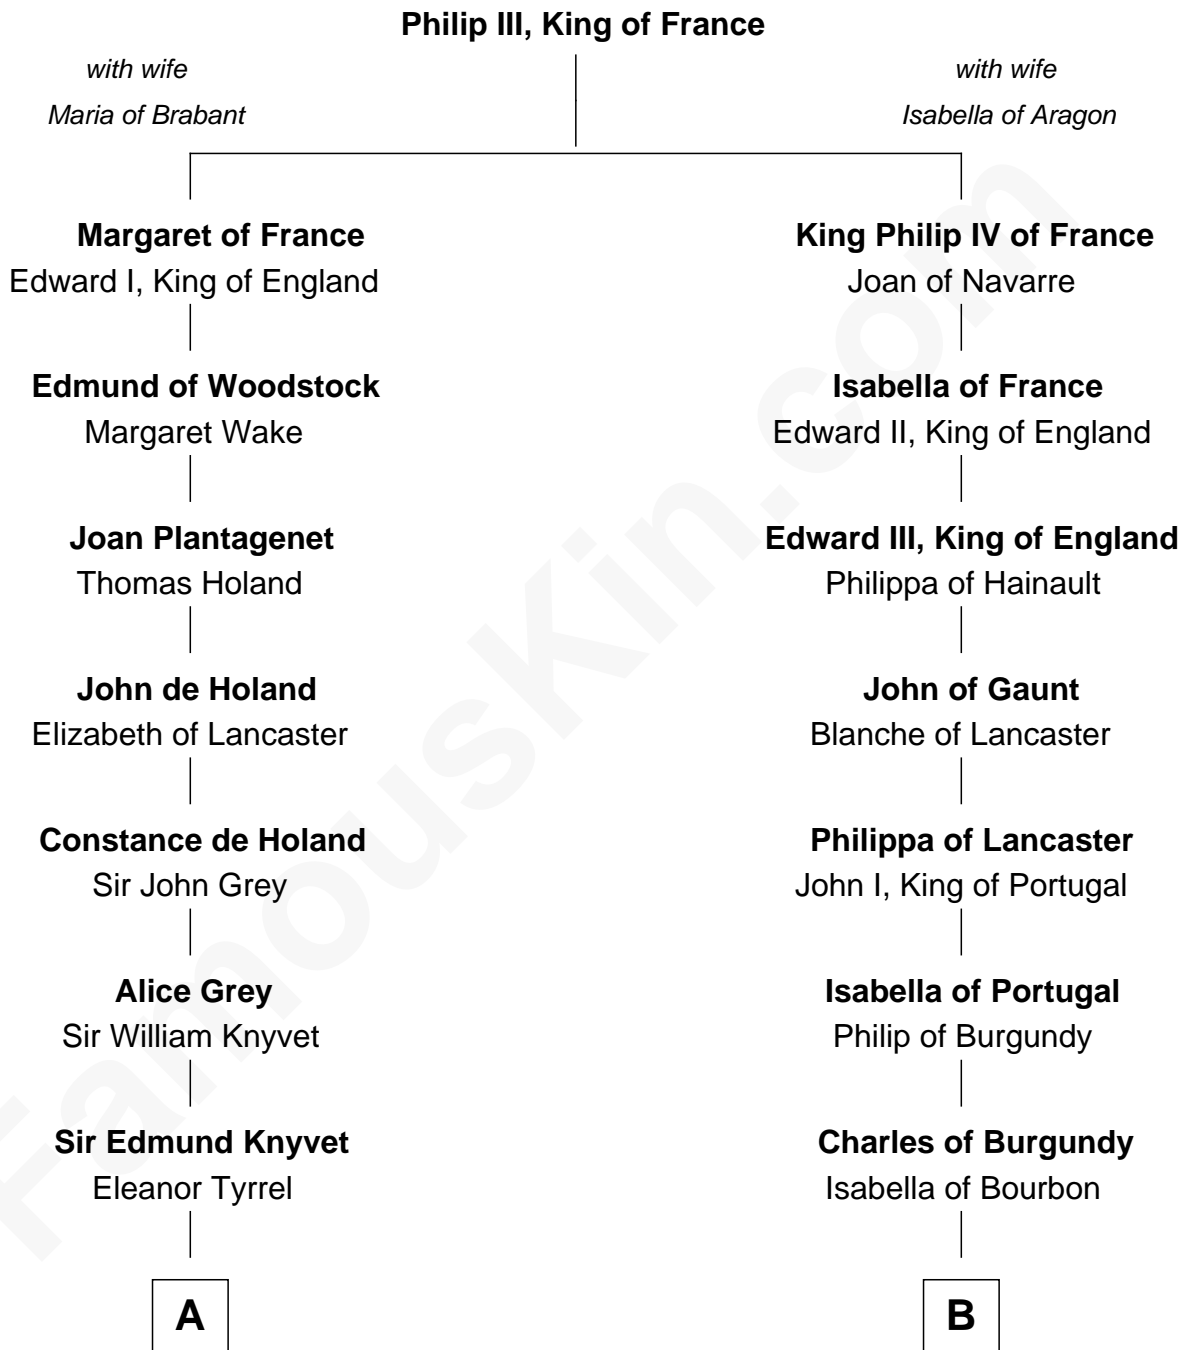 Philip III, King of France
with wife
Maria of Brabant
with wife
Isabella of Aragon
Margaret of France
Edward I, King of England
King Philip IV of France
Joan of Navarre
Edmund of Woodstock
Margaret Wake
Isabella of France
Edward II, King of England
Joan Plantagenet
Thomas Holand
Edward III, King of England
Philippa of Hainault
John de Holand
Elizabeth of Lancaster
John of Gaunt
Blanche of Lancaster
Constance de Holand
Sir John Grey
Philippa of Lancaster
John I, King of Portugal
Alice Grey
Sir William Knyvet
Isabella of Portugal
Philip of Burgundy
Sir Edmund Knyvet
Eleanor Tyrrel
Charles of Burgundy
Isabella of Bourbon
A
B
FamousKin.com